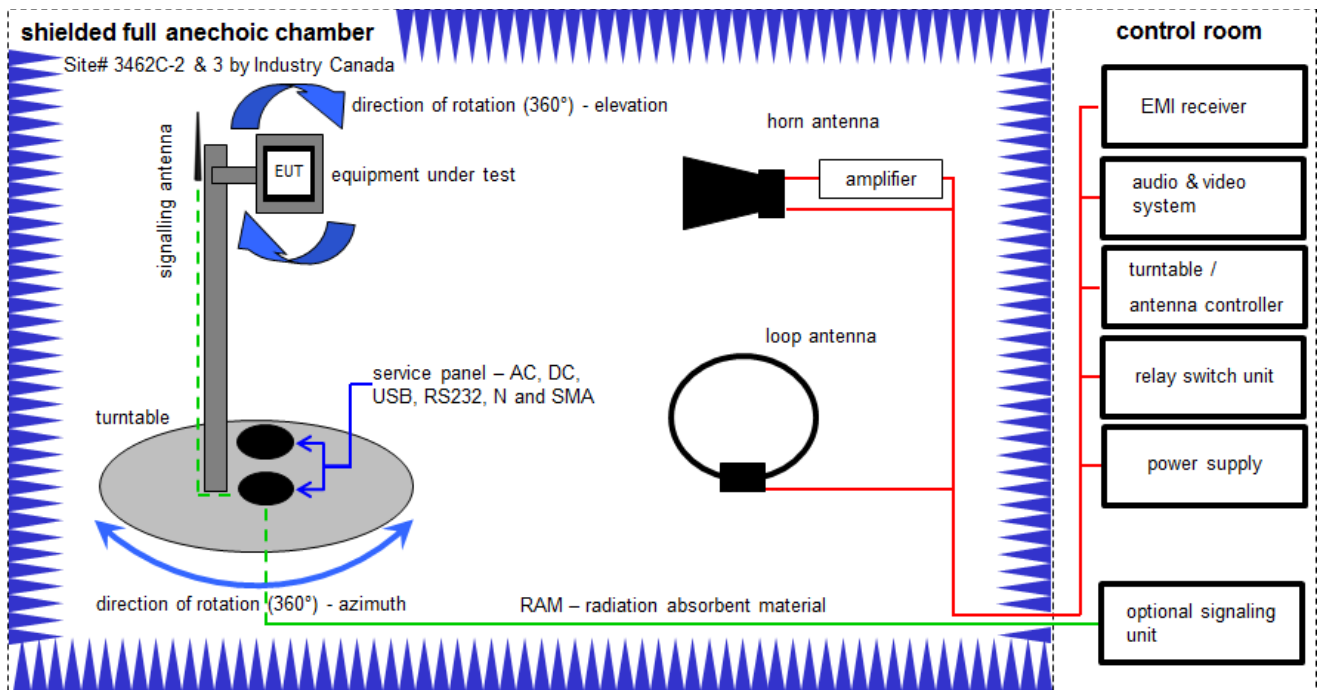 shielded full anechoic chamber
Site# 3462C-2 & 3 by Industry Canada
direction of rotation (360°) - elevation
signalling antenna
EUT
equipment under test
horn antenna
amplifier
loop antenna
service panel – AC, DC,
USB, RS232, N and SMA
turntable
direction of rotation (360°) - azimuth
RAM – radiation absorbent material
control room
EMI receiver
audio & video
system
turntable /
antenna controller
relay switch unit
power supply
optional signaling
unit